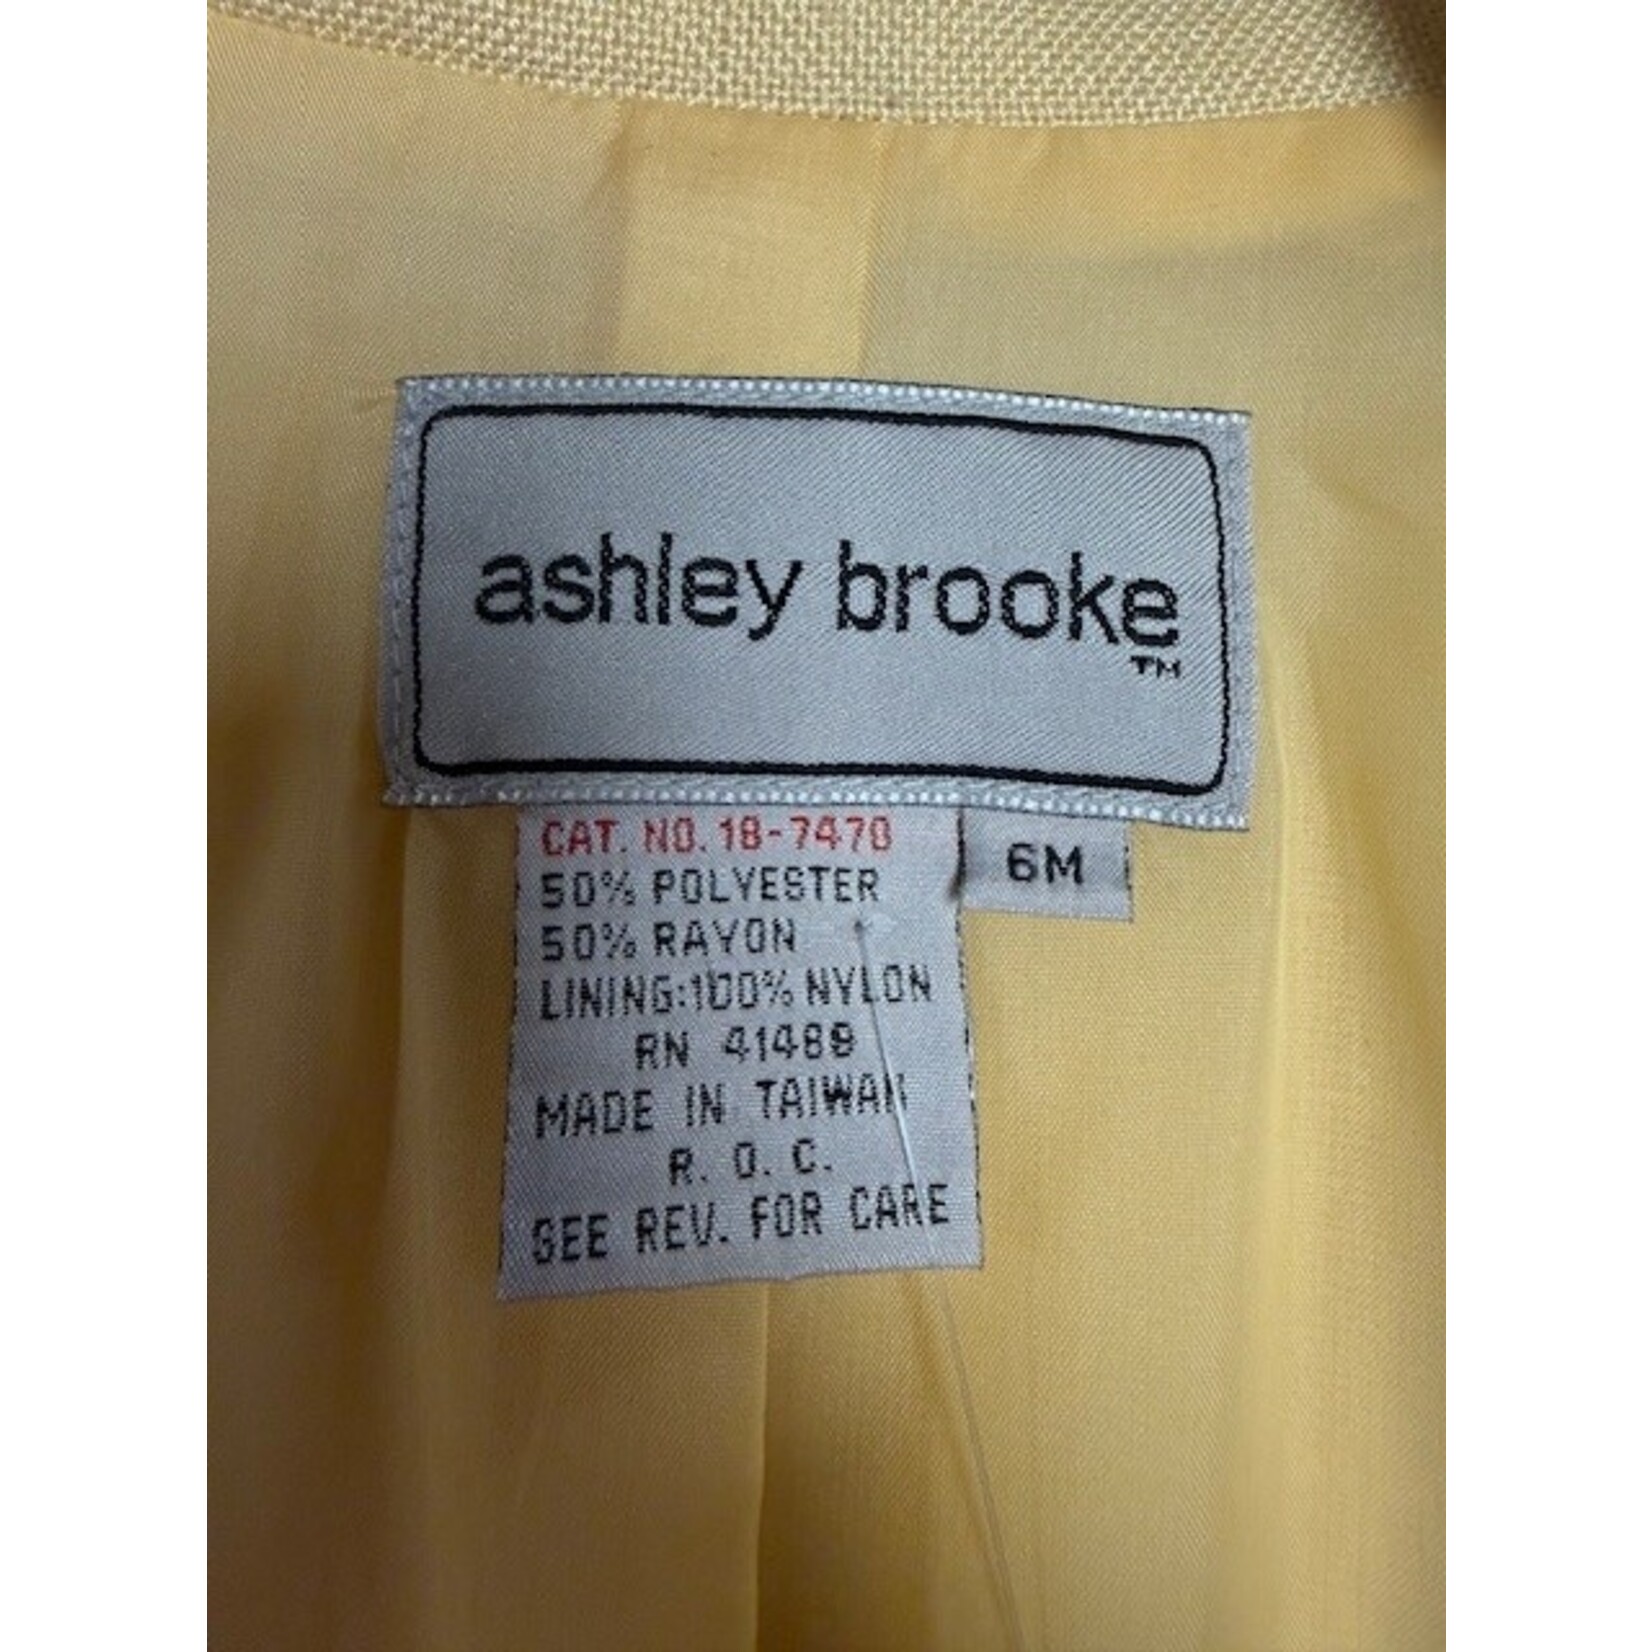 ashley brooke
TM
CAT. NO. 18-7470
6M
50% POLYESTER
50% RAYON
LINING:100% NYLON
RN 41489
MADE IN TAIWAN
R. O. C.
SEE REV. FOR CARE